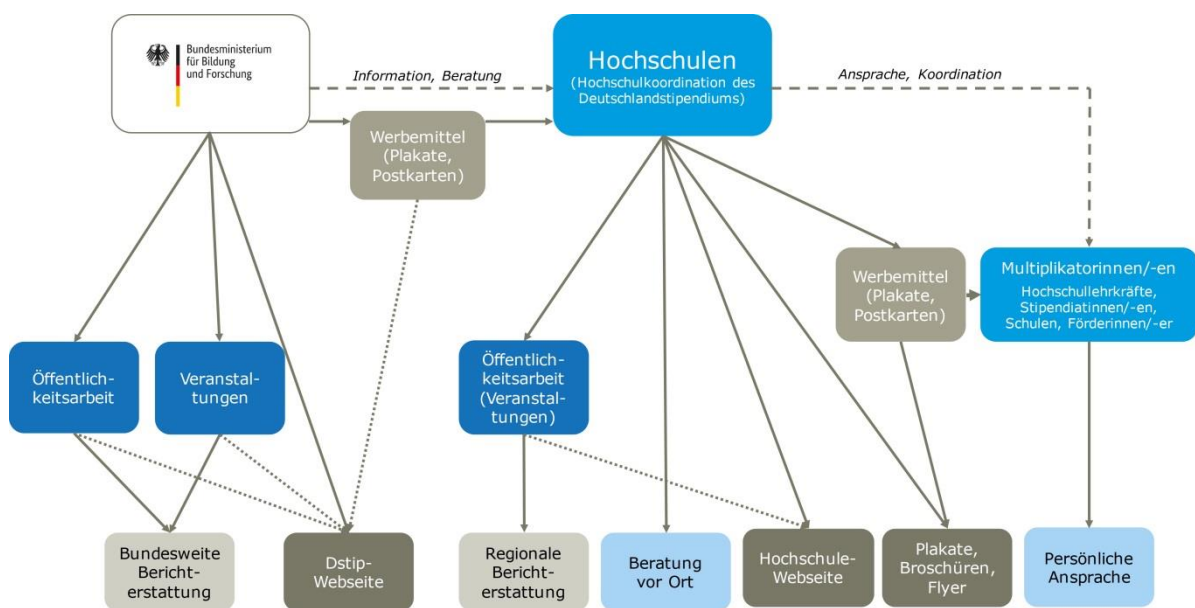 Bundesministerium
für Bildung
und Forschung
Information, Beratung
Hochschulen
(Hochschulkoordination des
Deutschlandstipendiums)
Ansprache, Koordination
Werbemittel
(Plakate,
Postkarten)
Werbemittel
(Plakate,
Postkarten)
Multiplikatorinnen/-en
Hochschullehrkräfte,
Stipendiatinnen/-en,
Schulen, Förderinnen/-er
Öffentlich-
keitsarbeit
Veranstal-
tungen
Öffentlich-
keitsarbeit
(Veranstal-
tungen)
Bundesweite
Bericht-
erstattung
Dstip-
Webseite
Regionale
Bericht-
erstattung
Beratung
vor Ort
Hochschule-
Webseite
Plakate,
Broschüren,
Flyer
Persönliche
Ansprache